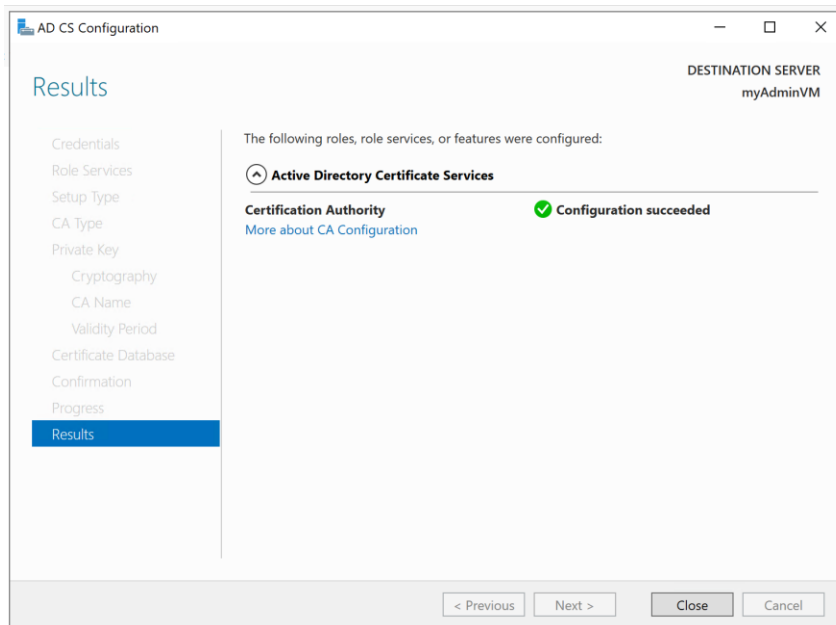 AD CS Configuration
Results
DESTINATION SERVER
myAdminVM
Credentials
Role Services
Setup Type
CA Type
Private Key
Cryptography
CA Name
Validity Period
Certificate Database
Confirmation
Progress
Results
The following roles, role services, or features were configured:
Active Directory Certificate Services
Certification Authority
Configuration succeeded
More about CA Configuration
< Previous
Next >
Close
Cancel